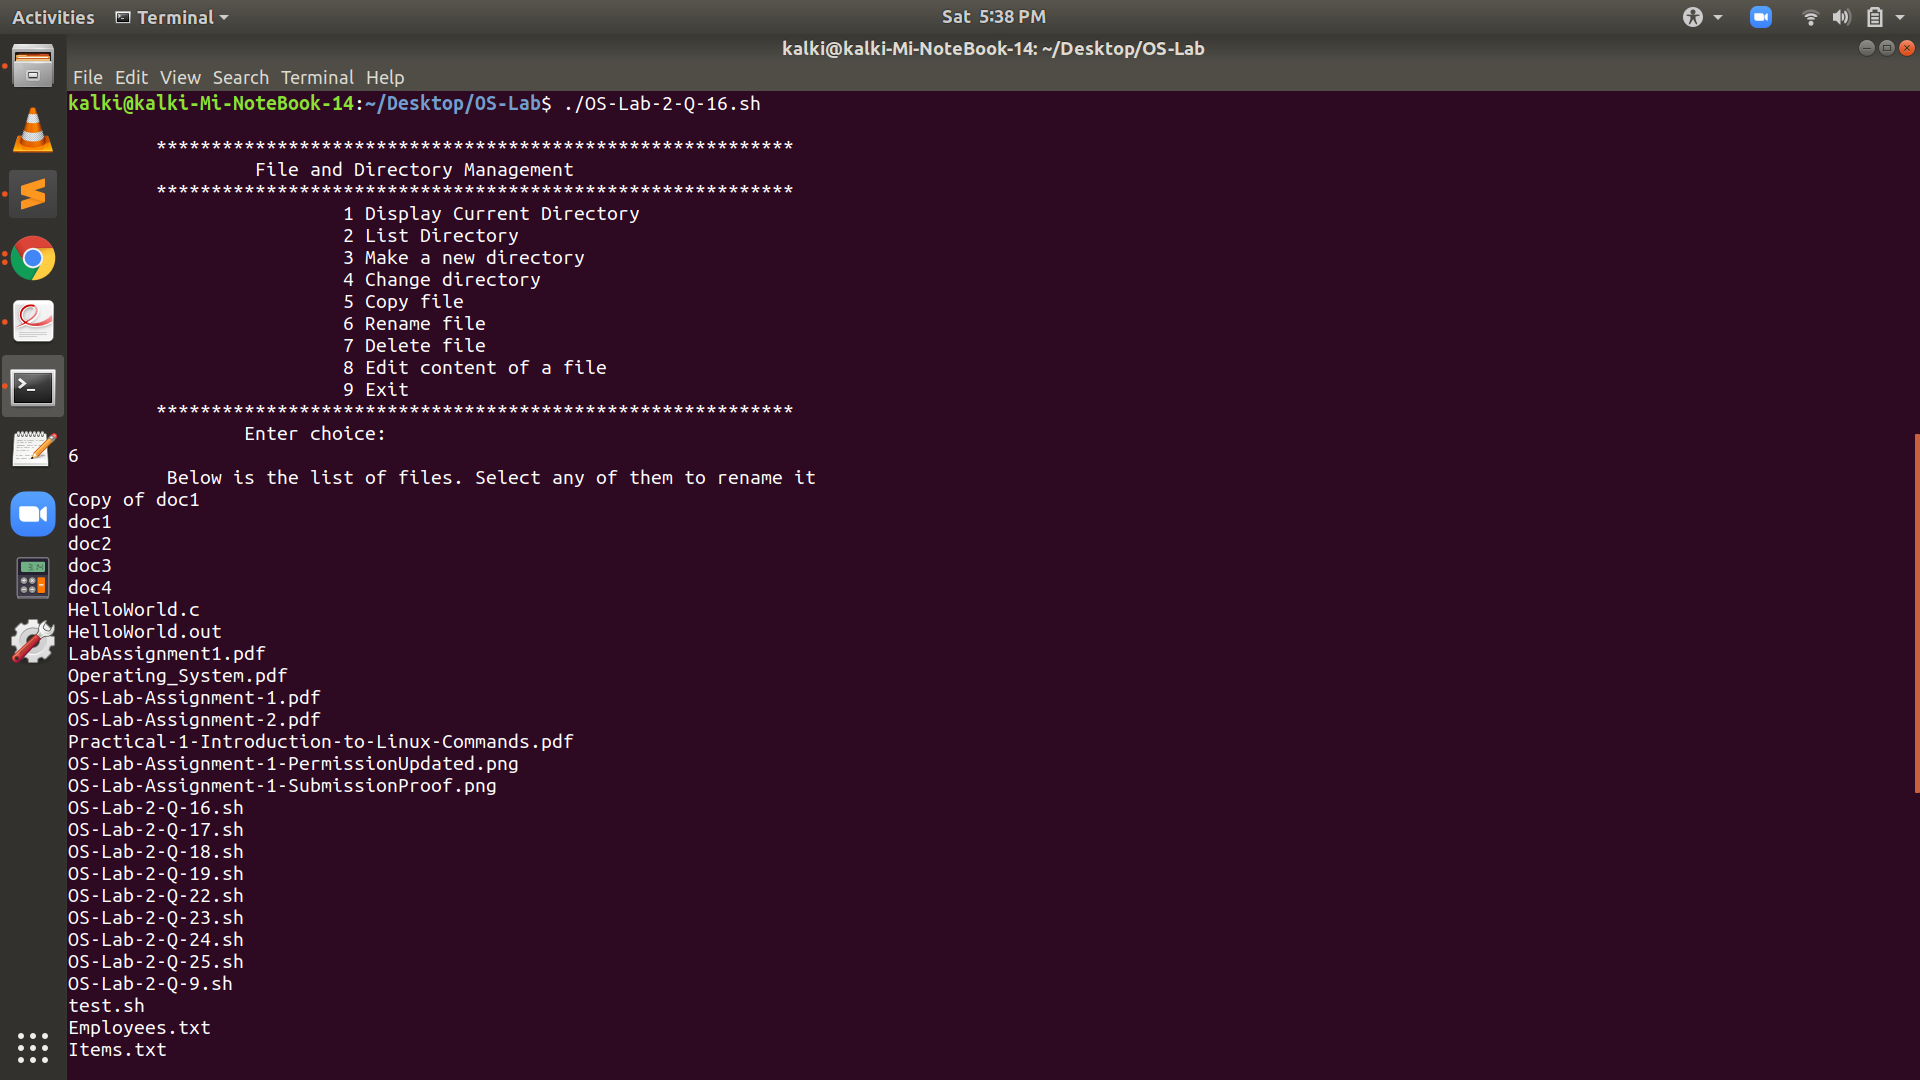 Activities Terminal Sat 5:38 PM
kalki@kalki-Mi-NoteBook-14: ~/Desktop/OS-Lab
File Edit View Search Terminal Help
kalki@kalki-Mi-NoteBook-14:~/Desktop/OS-Lab$ ./OS-Lab-2-Q-16.sh
**********************************************************
File and Directory Management
**********************************************************
1 Display Current Directory
2 List Directory
3 Make a new directory
4 Change directory
5 Copy file
6 Rename file
7 Delete file
8 Edit content of a file
9 Exit
**********************************************************
Enter choice:
6
Below is the list of files. Select any of them to rename it
Copy of doc1
doc1
doc2
doc3
doc4
HelloWorld.c
HelloWorld.out
LabAssignment1.pdf
Operating_System.pdf
OS-Lab-Assignment-1.pdf
OS-Lab-Assignment-2.pdf
Practical-1-Introduction-to-Linux-Commands.pdf
OS-Lab-Assignment-1-PermissionUpdated.png
OS-Lab-Assignment-1-SubmissionProof.png
OS-Lab-2-Q-16.sh
OS-Lab-2-Q-17.sh
OS-Lab-2-Q-18.sh
OS-Lab-2-Q-19.sh
OS-Lab-2-Q-22.sh
OS-Lab-2-Q-23.sh
OS-Lab-2-Q-24.sh
OS-Lab-2-Q-25.sh
OS-Lab-2-Q-9.sh
test.sh
Employees.txt
Items.txt